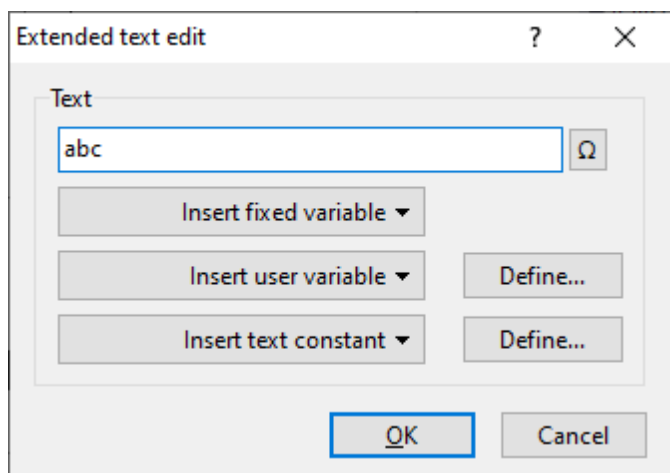 Extended text edit ?
Text
abc Ω
Insert fixed variable
Insert user variable Define...
Insert text constant Define...
OK Cancel